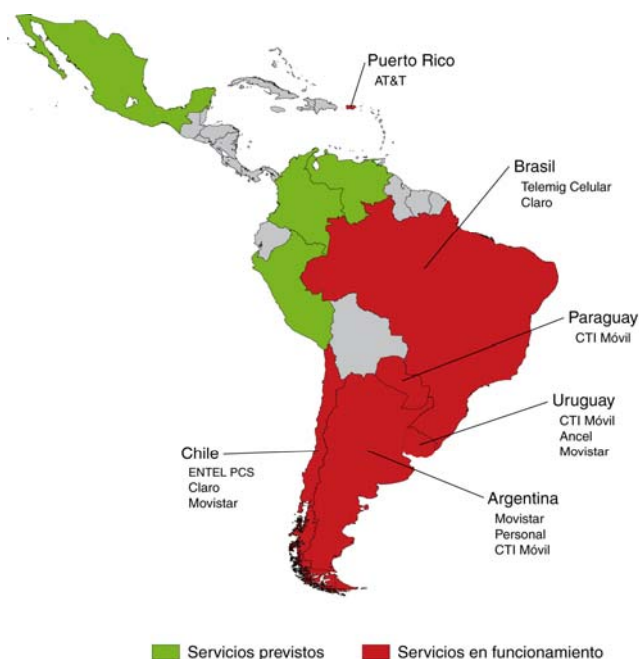 Puerto Rico
AT&T
Brasil
Telemig Celular
Claro
Paraguay
CTI Móvil
Uruguay
CTI Móvil
Ancel
Movistar
Chile
ENTEL PCS
Claro
Movistar
Argentina
Movistar
Personal
CTI Móvil
Servicios previstos
Servicios en funcionamiento